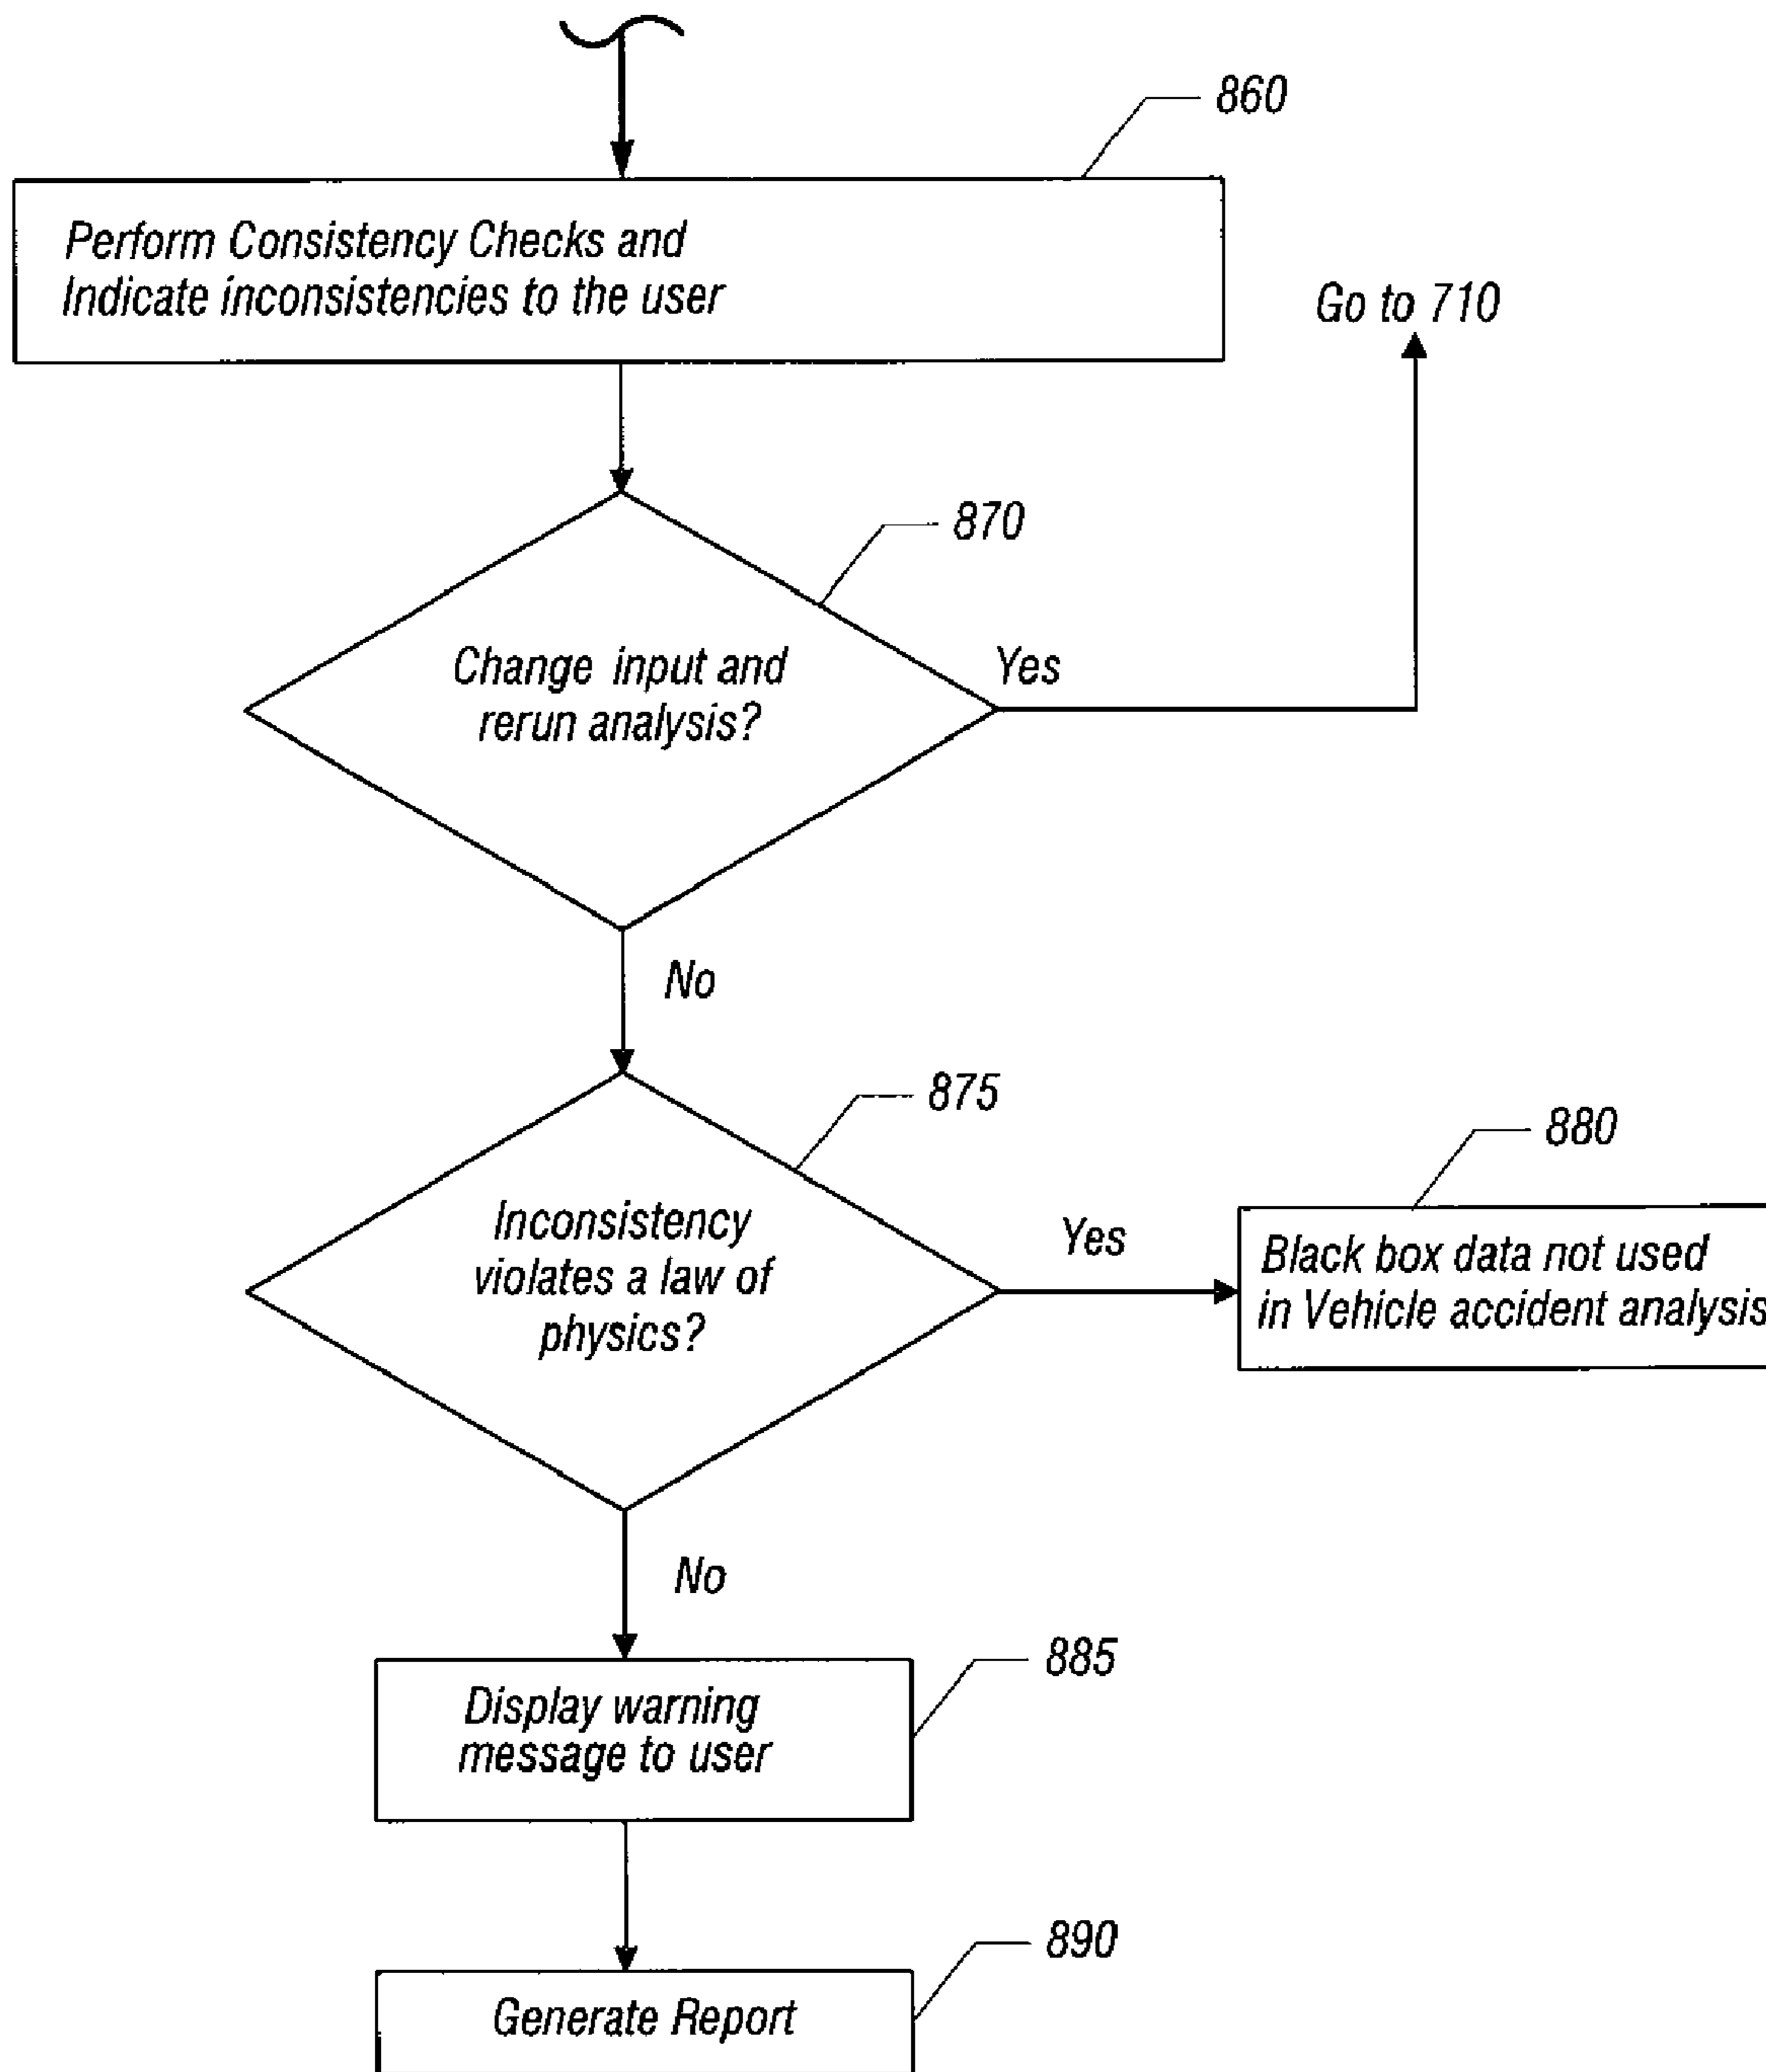 860
Perform Consistency Checks and
Indicate inconsistencies to the user
Go to 710
870
Change input and
rerun analysis?
Yes
No
875
Inconsistency
violates a law of
physics?
Yes
880
Black box data not used
in Vehicle accident analysis
No
885
Display warning
message to user
890
Generate Report